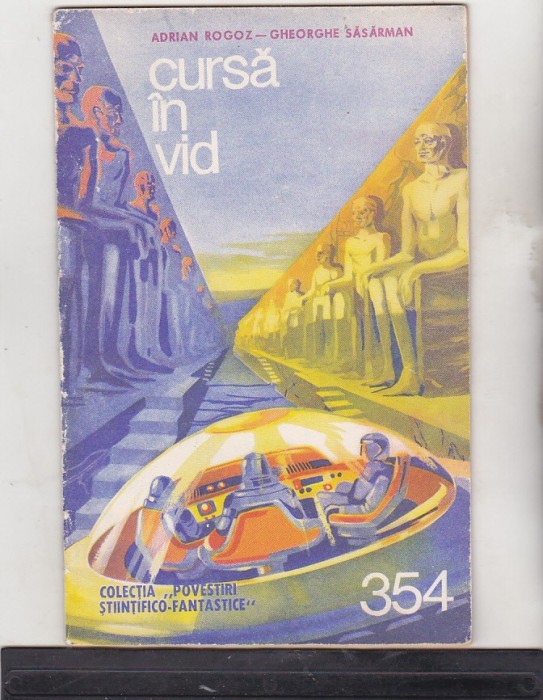 ADRIAN ROGOZ — GHEORGHE SĂSĂRMAN
cursă
în
vid
COLECȚIA „POVESTIRI
ȘTIINȚIFICO-FANTASTICE"
354